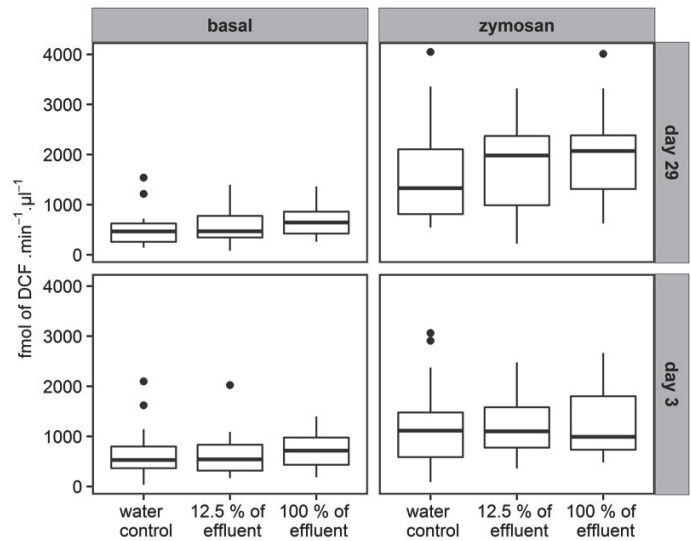 basal
zymosan
fmol of DCF .min⁻¹.µl⁻¹
4000
3000
2000
1000
0
day 29
4000
3000
2000
1000
0
day 3
water
control
12.5 % of
effluent
100 % of
effluent
water
control
12.5 % of
effluent
100 % of
effluent